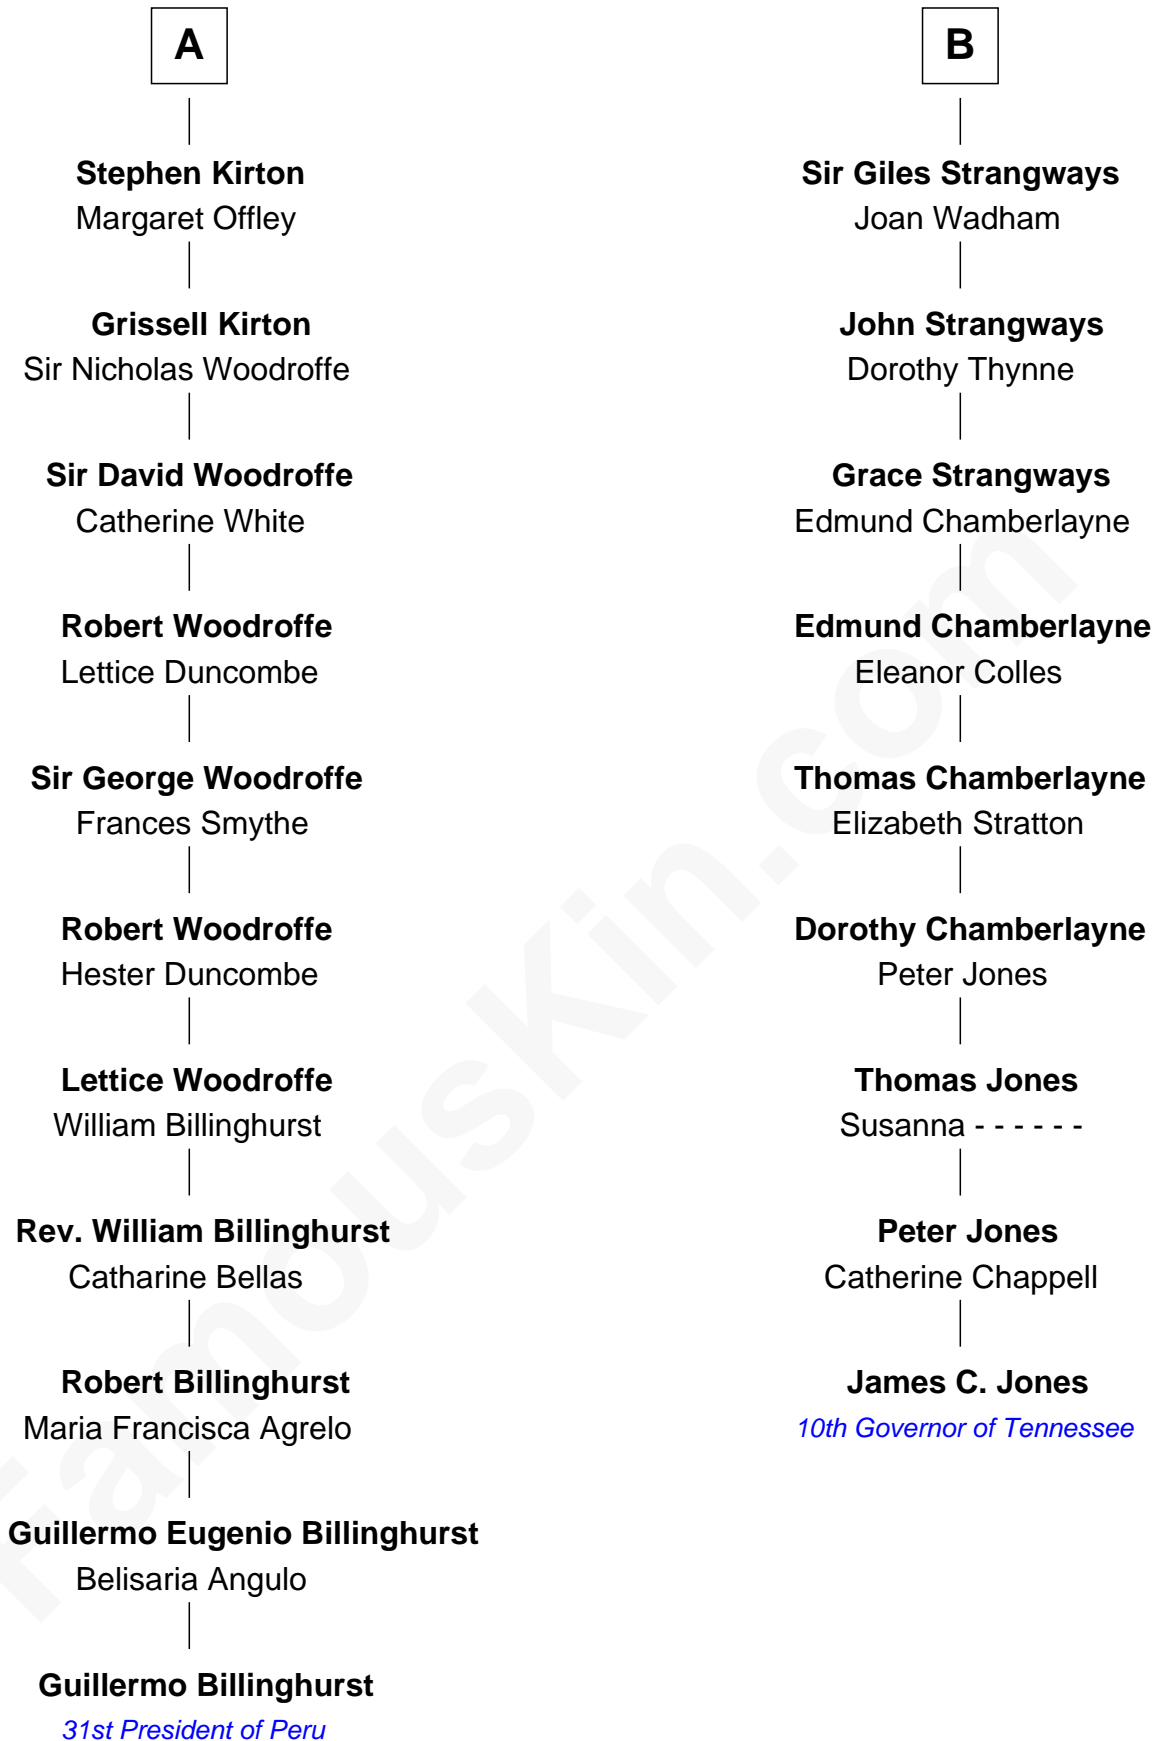 A
Stephen Kirton
Margaret Offley
Grissell Kirton
Sir Nicholas Woodroffe
Sir David Woodroffe
Catherine White
Robert Woodroffe
Lettice Duncombe
Sir George Woodroffe
Frances Smythe
Robert Woodroffe
Hester Duncombe
Lettice Woodroffe
William Billinghurst
Rev. William Billinghurst
Catharine Bellas
Robert Billinghurst
Maria Francisca Agrelo
Guillermo Eugenio Billinghurst
Belisaria Angulo
Guillermo Billinghurst
31st President of Peru
B
Sir Giles Strangways
Joan Wadham
John Strangways
Dorothy Thynne
Grace Strangways
Edmund Chamberlayne
Edmund Chamberlayne
Eleanor Colles
Thomas Chamberlayne
Elizabeth Stratton
Dorothy Chamberlayne
Peter Jones
Thomas Jones
Susanna - - - - - -
Peter Jones
Catherine Chappell
James C. Jones
10th Governor of Tennessee
FamousKin.com